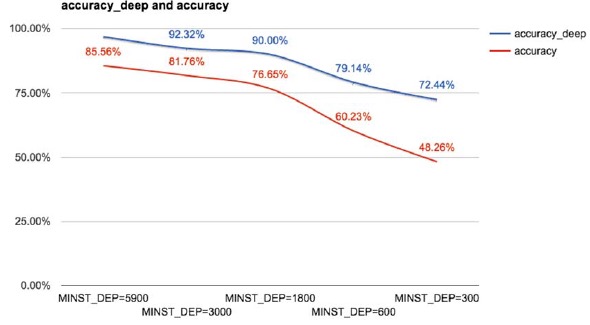 accuracy_deep and accuracy
100.00%
75.00%
50.00%
25.00%
0.00%
92.32%
90.00%
79.14%
72.44%
85.56%
81.76%
76.65%
60.23%
48.26%
accuracy_deep
accuracy
MINST_DEP=5900
MINST_DEP=3000
MINST_DEP=1800
MINST_DEP=600
MINST_DEP=300